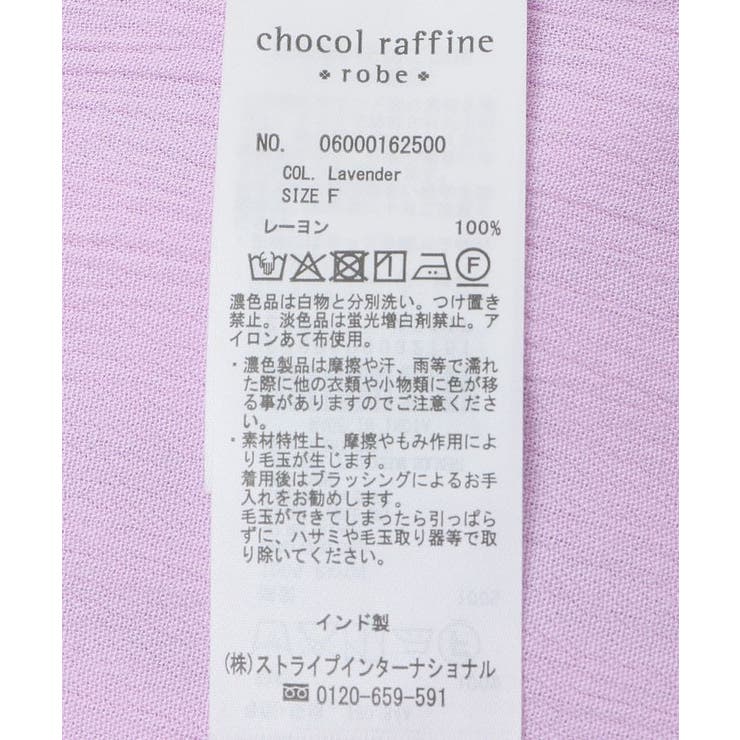 chocol raffine
robe
NO. 06000162500
COL. Lavender
SIZE F
レーヨン 100%
F
濃色品は白物と分別洗い。つけ置き
禁止。淡色品は蛍光増白剤禁止。ア
イロンあて布使用。
・濃色製品は摩擦や汗、雨等で濡れ
た際に他の衣類や小物類に色が移
る事がありますのでご注意くださ
い。
・素材特性上、摩擦やもみ作用によ
り毛玉が生じます。
着用後はブラッシングによるお手
入れをお勧めします。
毛玉ができてしまったら引っぱら
ずに、ハサミや毛玉取り器等で取
り除いてください。
インド製
(株)ストライプインターナショナル
0120-659-591